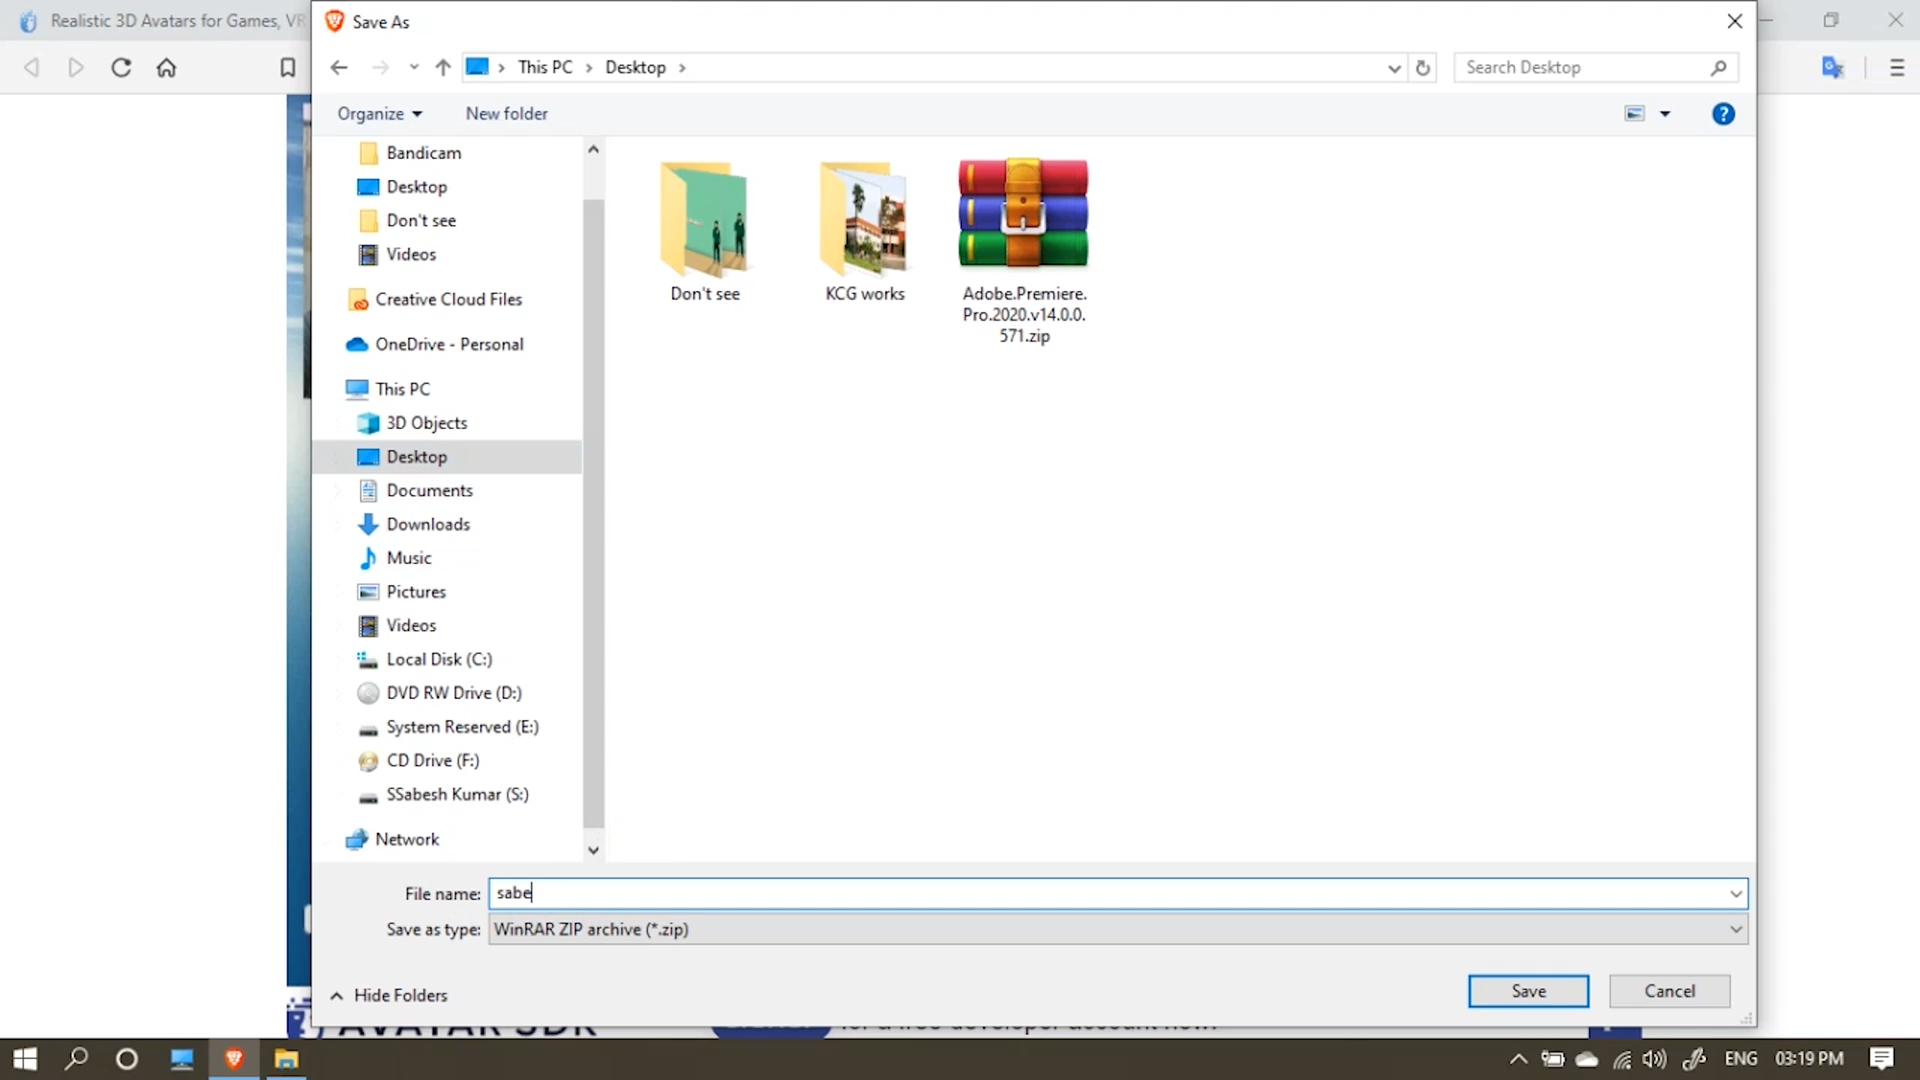 Realistic 3D Avatars for Games, VR
Save As
This PC
Desktop
Search Desktop
Organize
New folder
Bandicam
Desktop
Don't see
Videos
Creative Cloud Files
OneDrive - Personal
This PC
3D Objects
Desktop
Documents
Downloads
Music
Pictures
Videos
Local Disk (C:)
DVD RW Drive (D:)
System Reserved (E:)
CD Drive (F:)
SSabesh Kumar (S:)
Network
Don't see
KCG works
Adobe.Premiere.
Pro.2020.v14.0.0.
571.zip
File name: sabe
Save as type: WinRAR ZIP archive (*.zip)
Hide Folders
Save
Cancel
AVATAR SDK
for a free developer account now!
ENG
03:19 PM